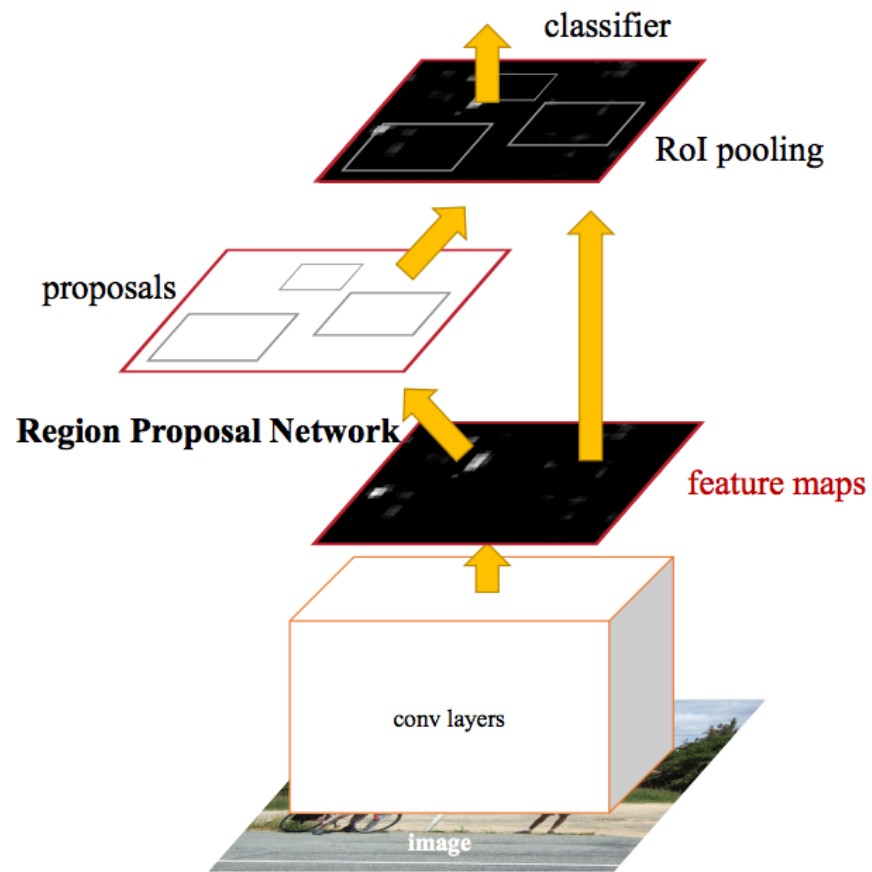 classifier
RoI pooling
proposals
Region Proposal Network
feature maps
conv layers
image